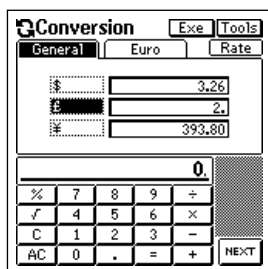 Conversion Exe Tools
General Euro Rate
$ 3.26
£ 2.
¥ 393.80
0.
% 7 8 9 ÷
√ 4 5 6 ×
C 1 2 3 −
AC 0 . = + NEXT